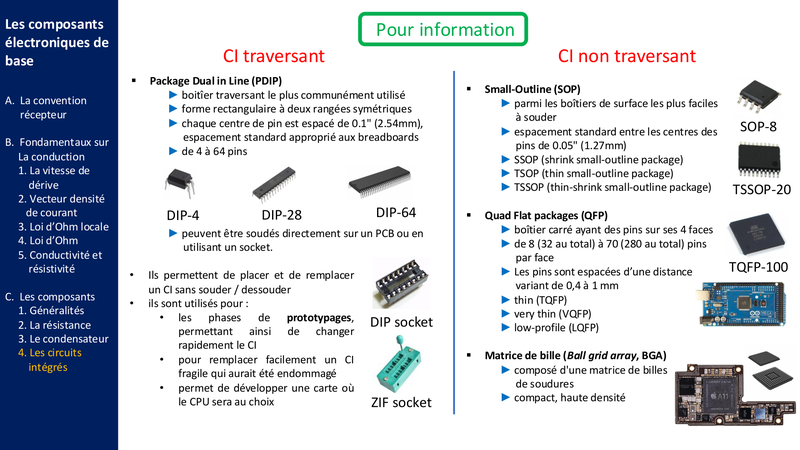 Les composants
électroniques de
base
A. La convention
récepteur
B. Fondamentaux sur
La conduction
1. La vitesse de
dérive
2. Vecteur densité
de courant
3. Loi d'Ohm locale
4. Loi d'Ohm
5. Conductivité et
résistivité
C. Les composants
1. Généralités
2. La résistance
3. Le condensateur
4. Les circuits
intégrés
Pour information
CI traversant
▪ Package Dual in Line (PDIP)
► boitîer traversant le plus communément utilisé
► forme rectangulaire à deux rangées symétriques
► chaque centre de pin est espacé de 0.1" (2.54mm),
espacement standard approprié aux breadboards
► de 4 à 64 pins
DIP-4
DIP-28
DIP-64
► peuvent être soudés directement sur un PCB ou en
utilisant un socket.
• Ils permettent de placer et de remplacer
un CI sans souder / dessouder
• ils sont utilisés pour :
• les phases de prototypages,
permettant ainsi de changer
rapidement le CI
• pour remplacer facilement un CI
fragile qui aurait été endommagé
• permet de développer une carte où
le CPU sera au choix
DIP socket
ZIF socket
CI non traversant
▪ Small-Outline (SOP)
► parmi les boîtiers de surface les plus faciles
à souder
► espacement standard entre les centres des
pins de 0.05" (1.27mm)
► SSOP (shrink small-outline package)
► TSOP (thin small-outline package)
► TSSOP (thin-shrink small-outline package)
SOP-8
TSSOP-20
▪ Quad Flat packages (QFP)
► boîtier carré ayant des pins sur ses 4 faces
► de 8 (32 au total) à 70 (280 au total) pins
par face
► Les pins sont espacées d'une distance
variant de 0,4 à 1 mm
► thin (TQFP)
► very thin (VQFP)
► low-profile (LQFP)
TQFP-100
▪ Matrice de bille (Ball grid array, BGA)
► composé d'une matrice de billes
de soudures
► compact, haute densité
A11